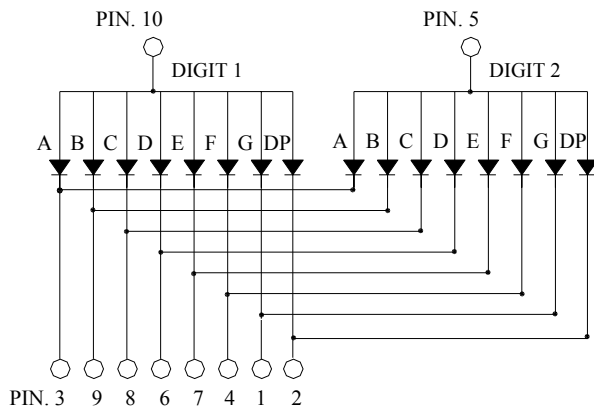 PIN. 10 PIN. 5
DIGIT 1 DIGIT 2
A B C D E F G DP A B C D E F G DP
PIN. 3 9 8 6 7 4 1 2